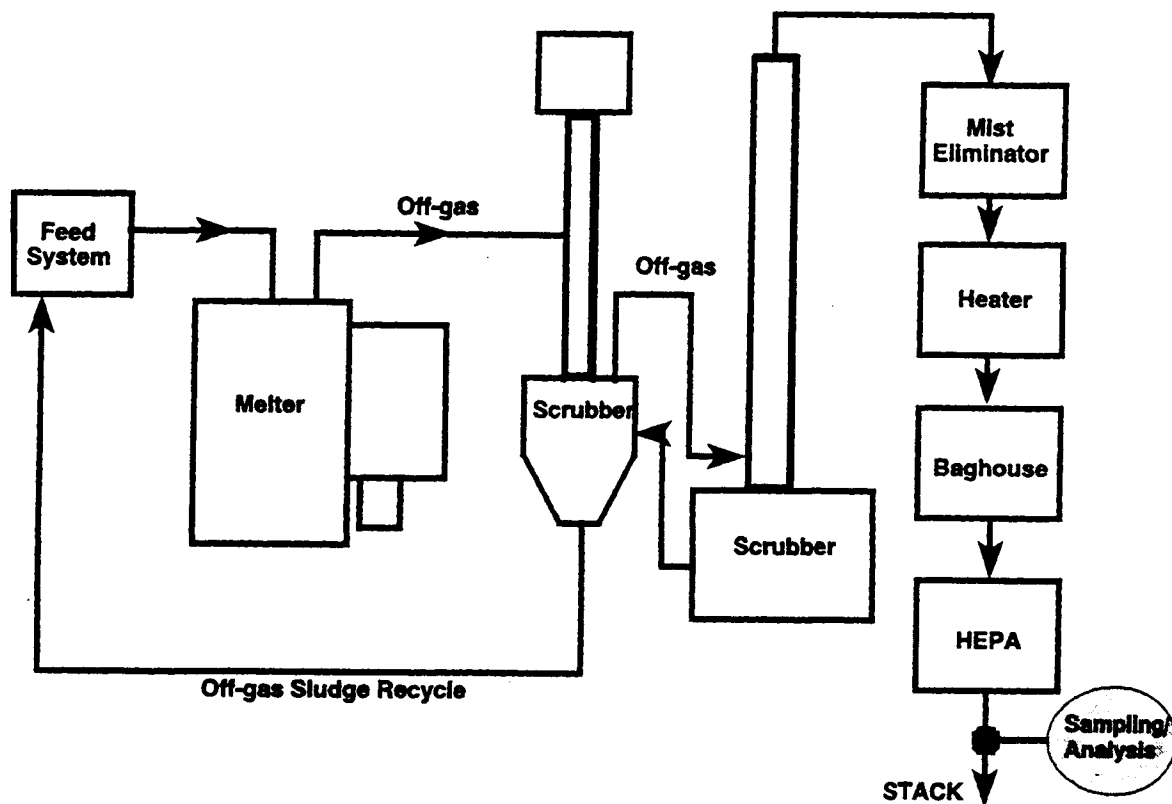 Mist
Eliminator
Off-gas
Feed
System
Off-gas
Heater
Melter
Scrubber
Baghouse
Scrubber
HEPA
Off-gas Sludge Recycle
Sampling/
Analysis
STACK